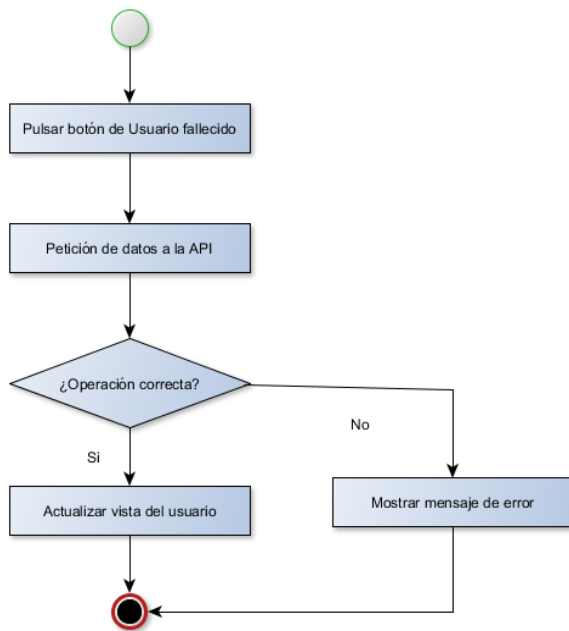 Pulsar botón de Usuario fallecido
Petición de datos a la API
¿Operación correcta?
No
Si
Actualizar vista del usuario
Mostrar mensaje de error